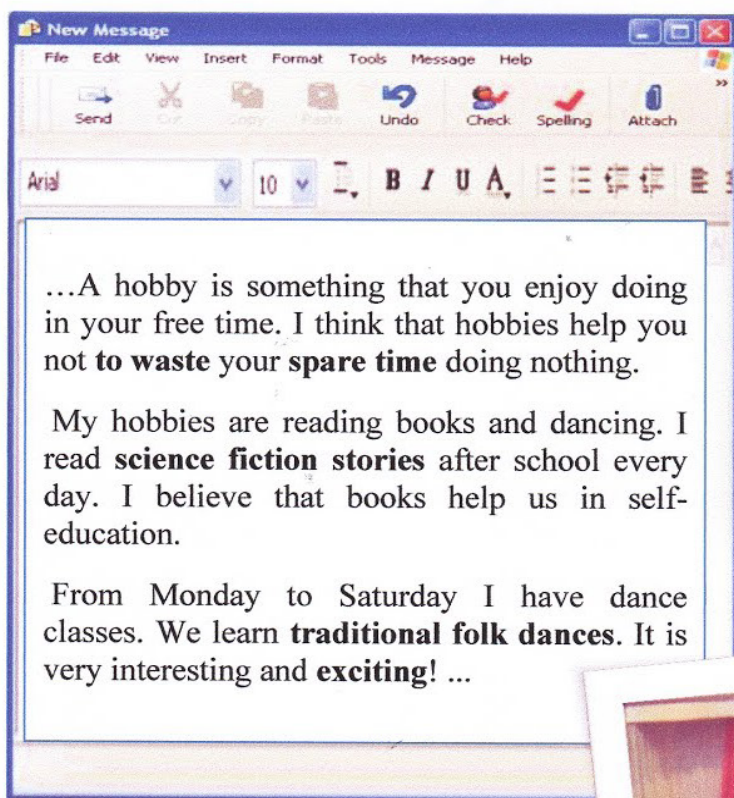 New Message
File Edit View Insert Format Tools Message Help
Send Cut Copy Paste Undo Check Spelling Attach
Arial 10 B I U A
…A hobby is something that you enjoy doing
in your free time. I think that hobbies help you
not to waste your spare time doing nothing.
My hobbies are reading books and dancing. I
read science fiction stories after school every
day. I believe that books help us in self-
education.
From Monday to Saturday I have dance
classes. We learn traditional folk dances. It is
very interesting and exciting! ...